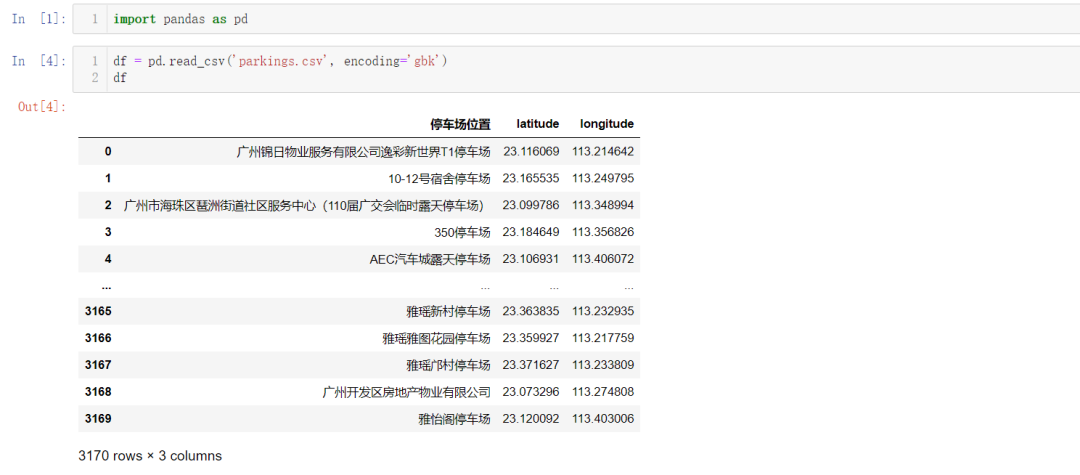 In [1]: 1 import pandas as pd
In [4]: 1 df = pd.read_csv('parkings.csv', encoding='gbk')
2 df
Out[4]:
停车场位置 latitude longitude
0 广州锦日物业服务有限公司逸彩新世界T1停车场 23.116069 113.214642
1 10-12号宿舍停车场 23.165535 113.249795
2 广州市海珠区琶洲街道社区服务中心（110届广交会临时露天停车场） 23.099786 113.348994
3 350停车场 23.184649 113.356826
4 AEC汽车城露天停车场 23.106931 113.406072
... ... ... ...
3165 雅瑶新村停车场 23.363835 113.232935
3166 雅瑶雅图花园停车场 23.359927 113.217759
3167 雅瑶邝村停车场 23.371627 113.233809
3168 广州开发区房地产物业有限公司 23.073296 113.274808
3169 雅怡阁停车场 23.120092 113.403006
3170 rows × 3 columns